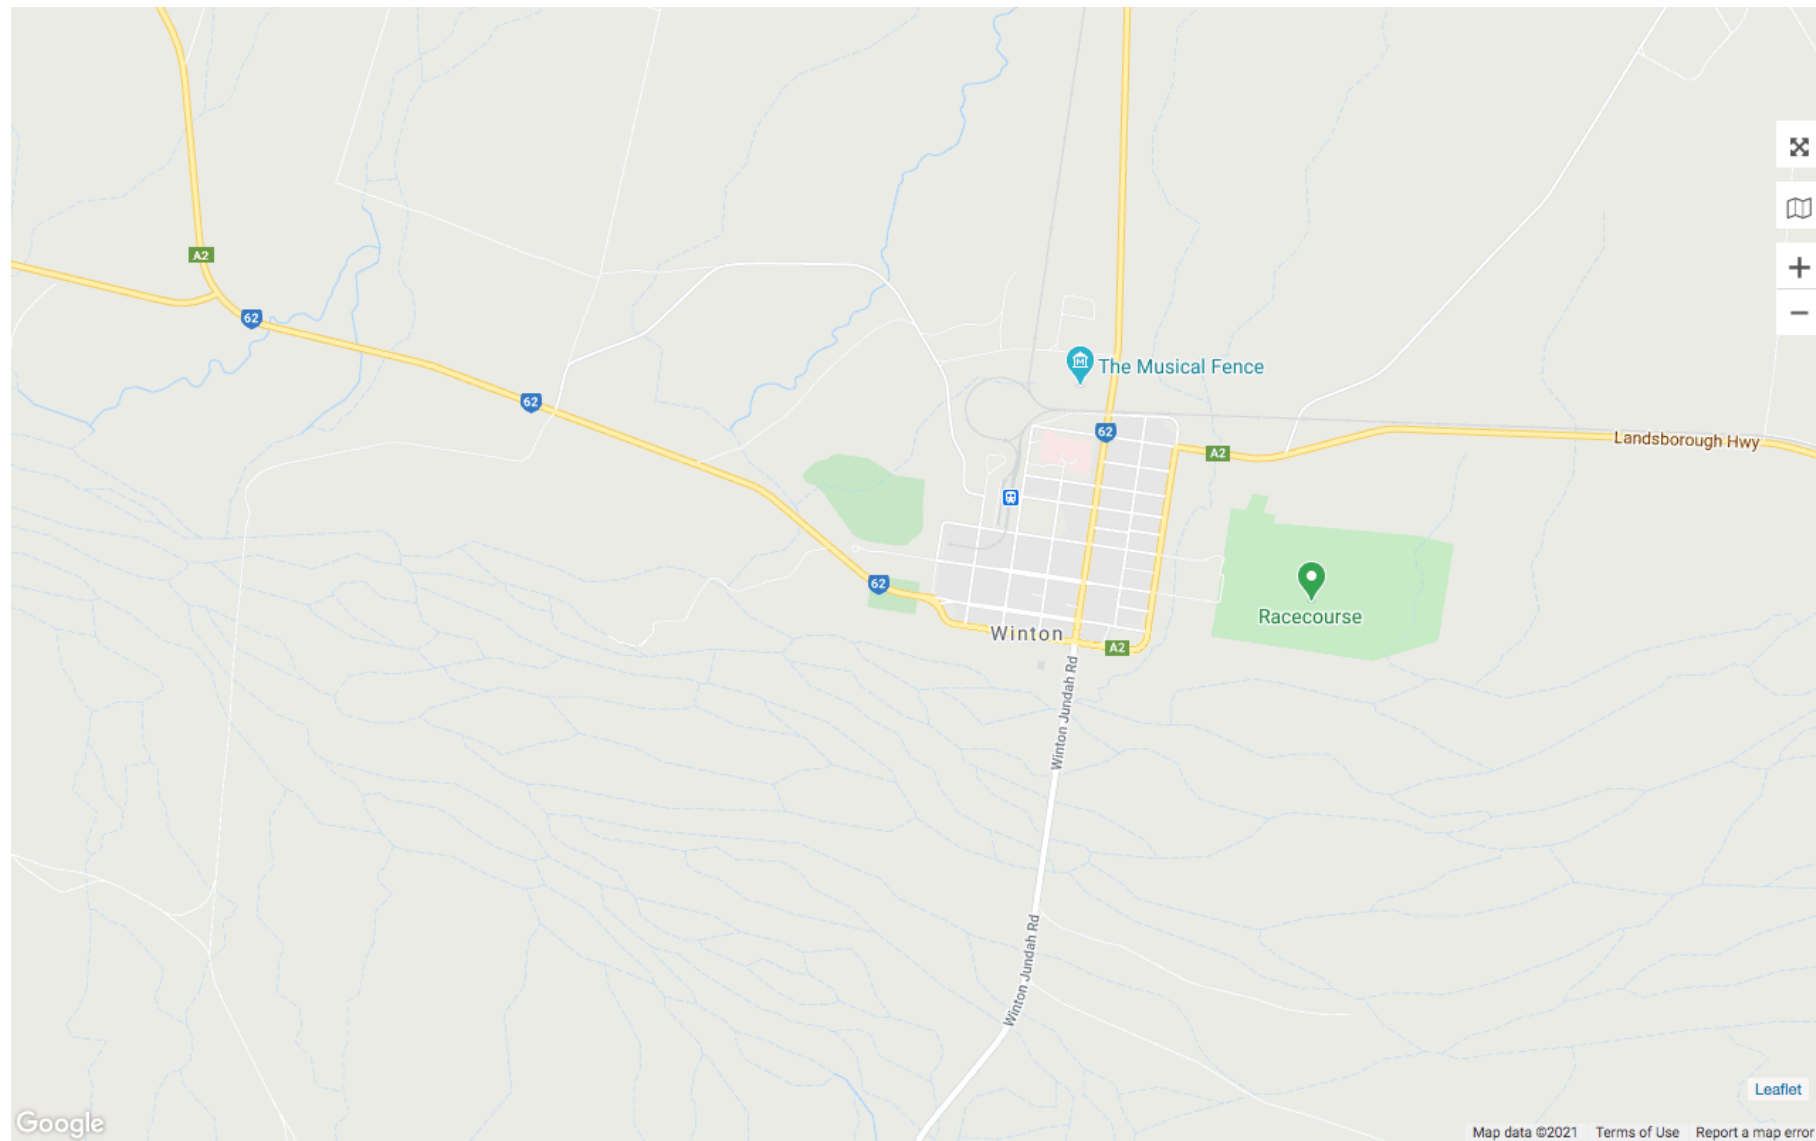 A2
62
62
The Musical Fence
62
A2
Landsborough Hwy
62
Racecourse
Winton
A2
Winton Jundah Rd
Winton Jundah Rd
Leaflet
Google
Map data ©2021 Terms of Use Report a map error